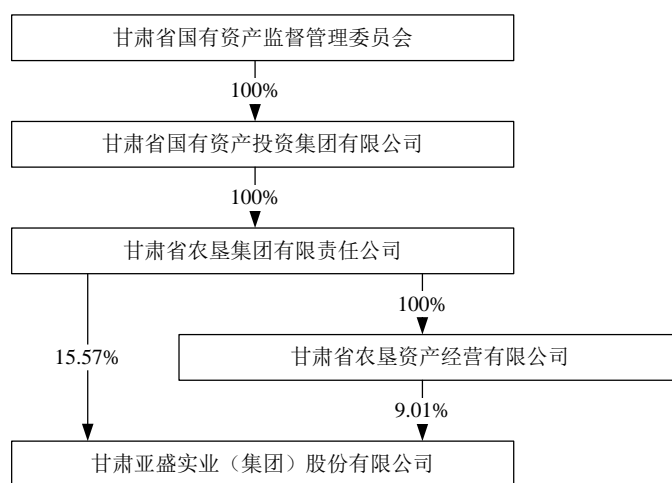 甘肃省国有资产监督管理委员会
100%
甘肃省国有资产投资集团有限公司
100%
甘肃省农垦集团有限责任公司
100%
甘肃省农垦资产经营有限公司
15.57%
9.01%
甘肃亚盛实业（集团）股份有限公司